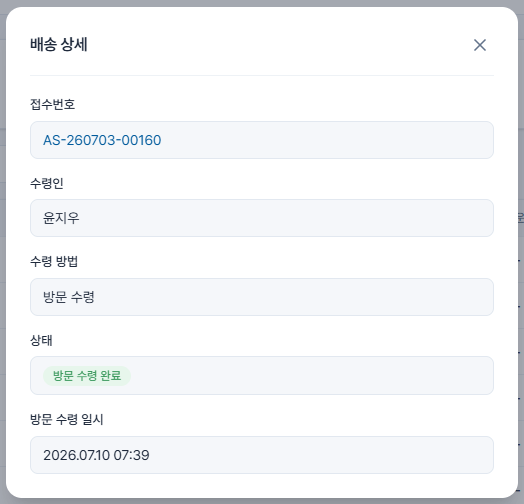 배송 상세
접수번호
AS-260703-00160
수령인
윤지우
수령 방법
방문 수령
상태
방문 수령 완료
방문 수령 일시
2026.07.10 07:39